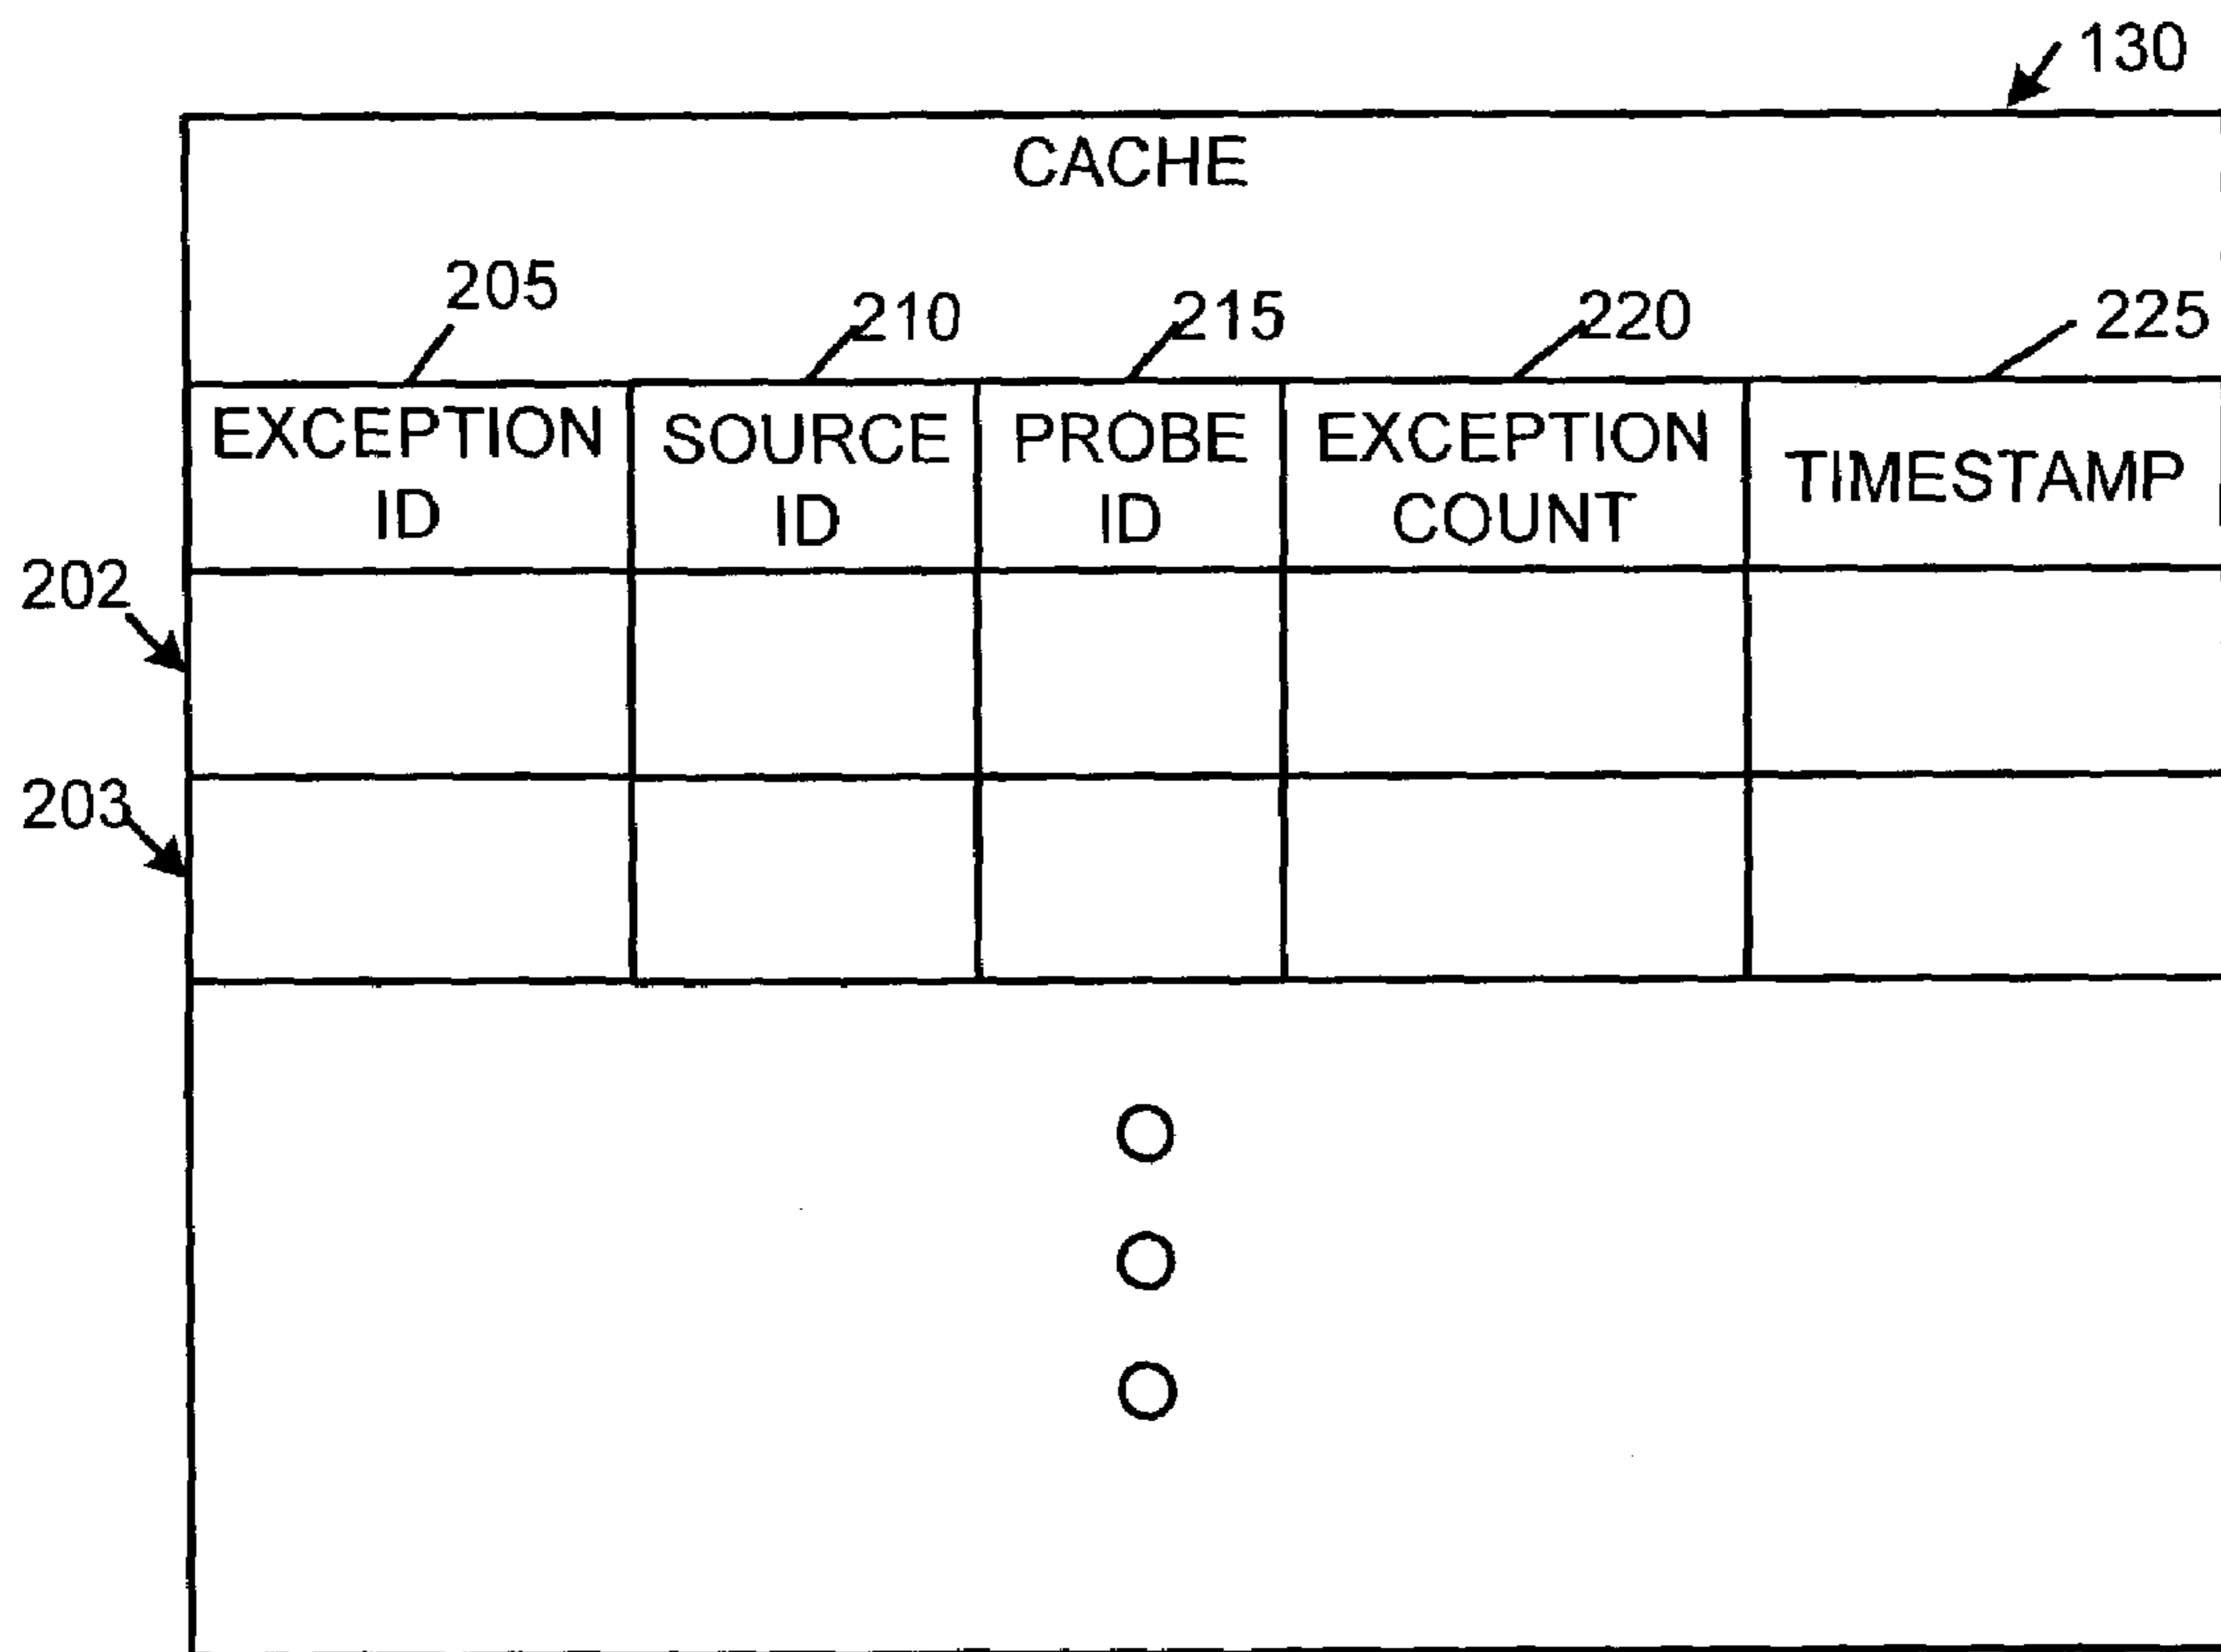 130
CACHE
205
210
215
220
225
EXCEPTION
ID
SOURCE
ID
PROBE
ID
EXCEPTION
COUNT
TIMESTAMP
202
203